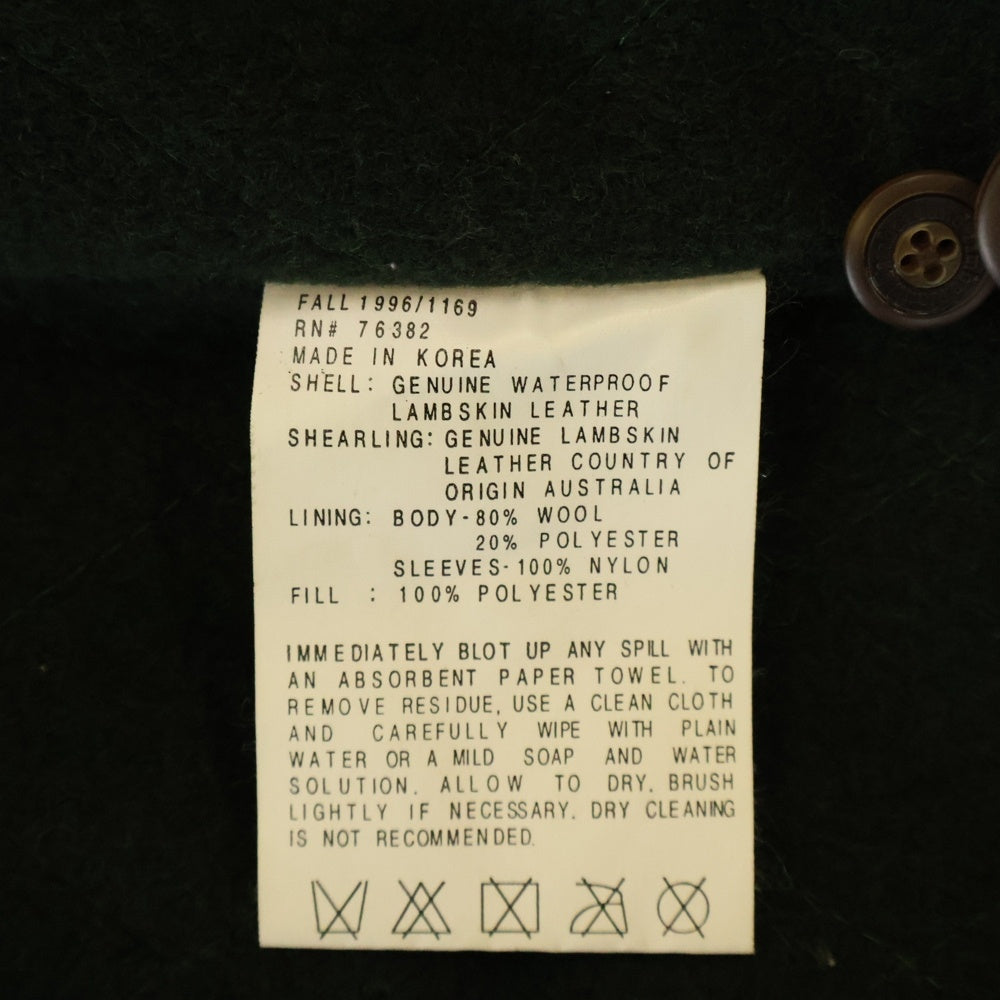 FALL 1996/1169
RN# 76382
MADE IN KOREA
SHELL: GENUINE WATERPROOF
LAMBSKIN LEATHER
SHEARLING: GENUINE LAMBSKIN
LEATHER COUNTRY OF
ORIGIN AUSTRALIA
LINING: BODY-80% WOOL
20% POLYESTER
SLEEVES-100% NYLON
FILL : 100% POLYESTER
IMMEDIATELY BLOT UP ANY SPILL WITH
AN ABSORBENT PAPER TOWEL. TO
REMOVE RESIDUE, USE A CLEAN CLOTH
AND CAREFULLY WIPE WITH PLAIN
WATER OR A MILD SOAP AND WATER
SOLUTION. ALLOW TO DRY. BRUSH
LIGHTLY IF NECESSARY. DRY CLEANING
IS NOT RECOMMENDED.